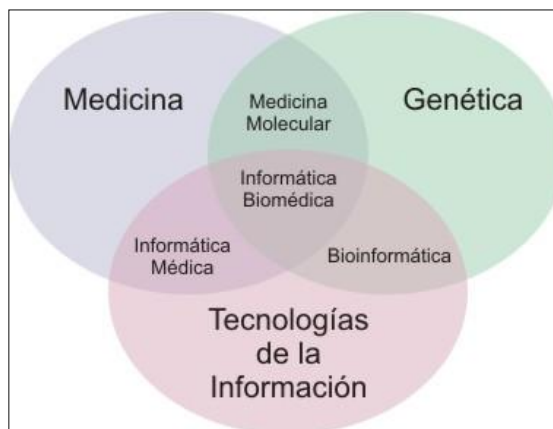 Medicina
Medicina
Molecular
Genética
Informática
Biomédica
Informática
Médica
Bioinformática
Tecnologías
de la
Información